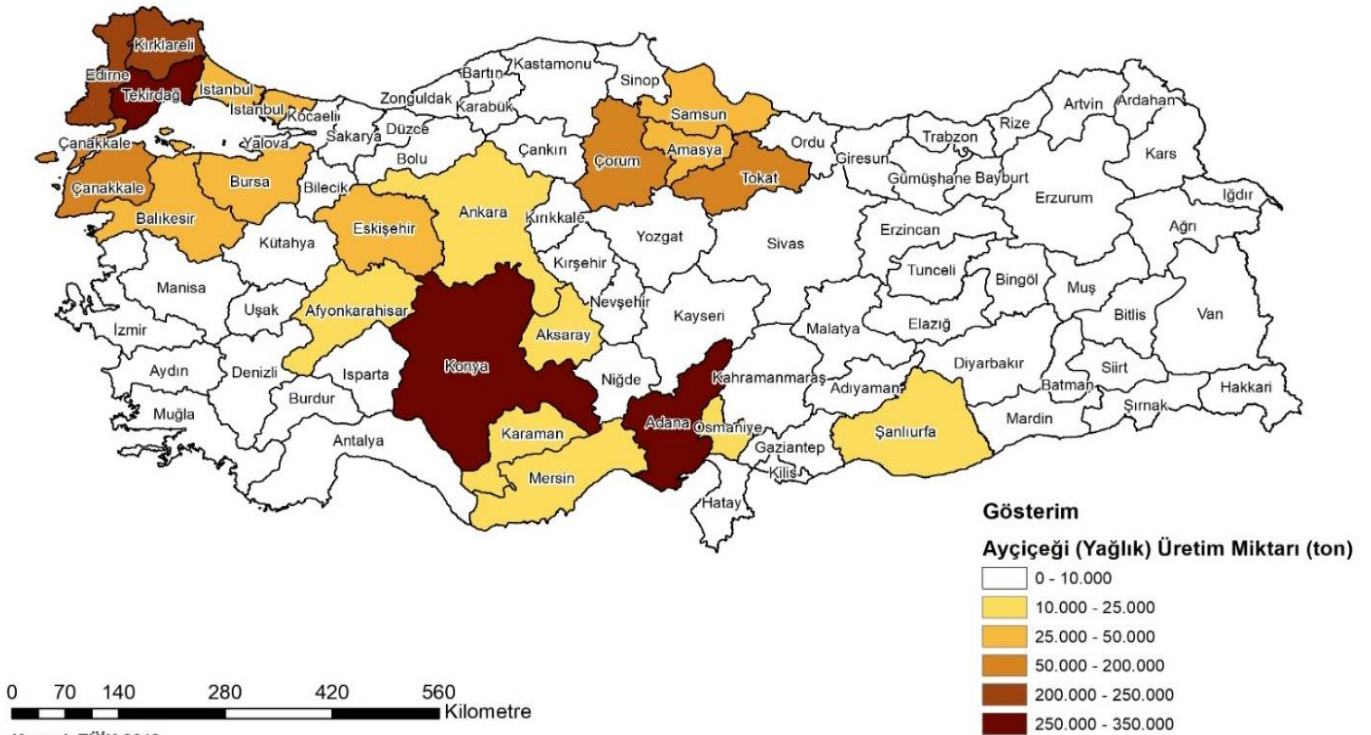 Kırklareli
Edirne
Tekirdağ
İstanbul
İstanbul
Kocaeli
Yalova
Sakarya
Düzce
Zonguldak
Bartın
Karabük
Kastamonu
Sinop
Samsun
Çankırı
Bolu
Bilecik
Bursa
Çanakkale
Çanakkale
Balıkesir
Kütahya
Eskişehir
Ankara
Kırıkkale
Çorum
Amasya
Tokat
Ordu
Giresun
Trabzon
Gümüşhane
Bayburt
Rize
Artvin
Ardahan
Kars
Iğdır
Ağrı
Erzurum
Erzincan
Sivas
Yozgat
Kırşehir
Nevşehir
Kayseri
Tunceli
Bingöl
Muş
Bitlis
Van
Elazığ
Malatya
Manisa
Uşak
Afyonkarahisar
Konya
Aksaray
Niğde
İzmir
Aydın
Denizli
Isparta
Burdur
Muğla
Antalya
Karaman
Mersin
Adana
Osmaniye
Kahramanmaraş
Adıyaman
Diyarbakır
Batman
Siirt
Şırnak
Hakkari
Mardin
Şanlıurfa
Gaziantep
Kilis
Hatay
Gösterim
Ayçiçeği (Yağlık) Üretim Miktarı (ton)
0 - 10.000
10.000 - 25.000
25.000 - 50.000
50.000 - 200.000
200.000 - 250.000
250.000 - 350.000
0 70 140 280 420 560
Kilometre